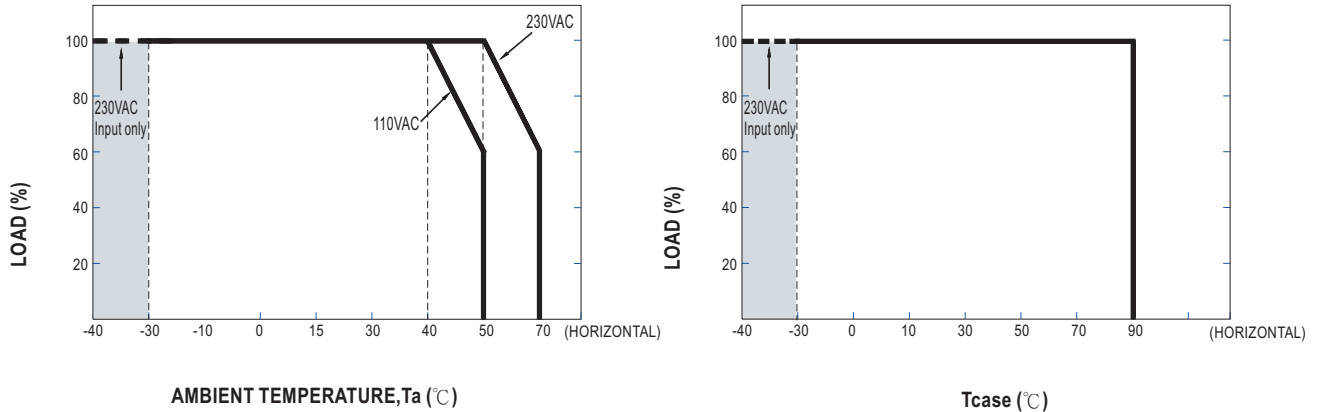 230VAC
100
80
60
40
20
230VAC
Input only
110VAC
LOAD (%)
-40 -30 -10 0 15 30 40 50 70 (HORIZONTAL)
AMBIENT TEMPERATURE,Ta (℃)
100
80
60
40
20
230VAC
Input only
LOAD (%)
-40 -30 0 10 30 50 70 90 (HORIZONTAL)
Tcase (℃)